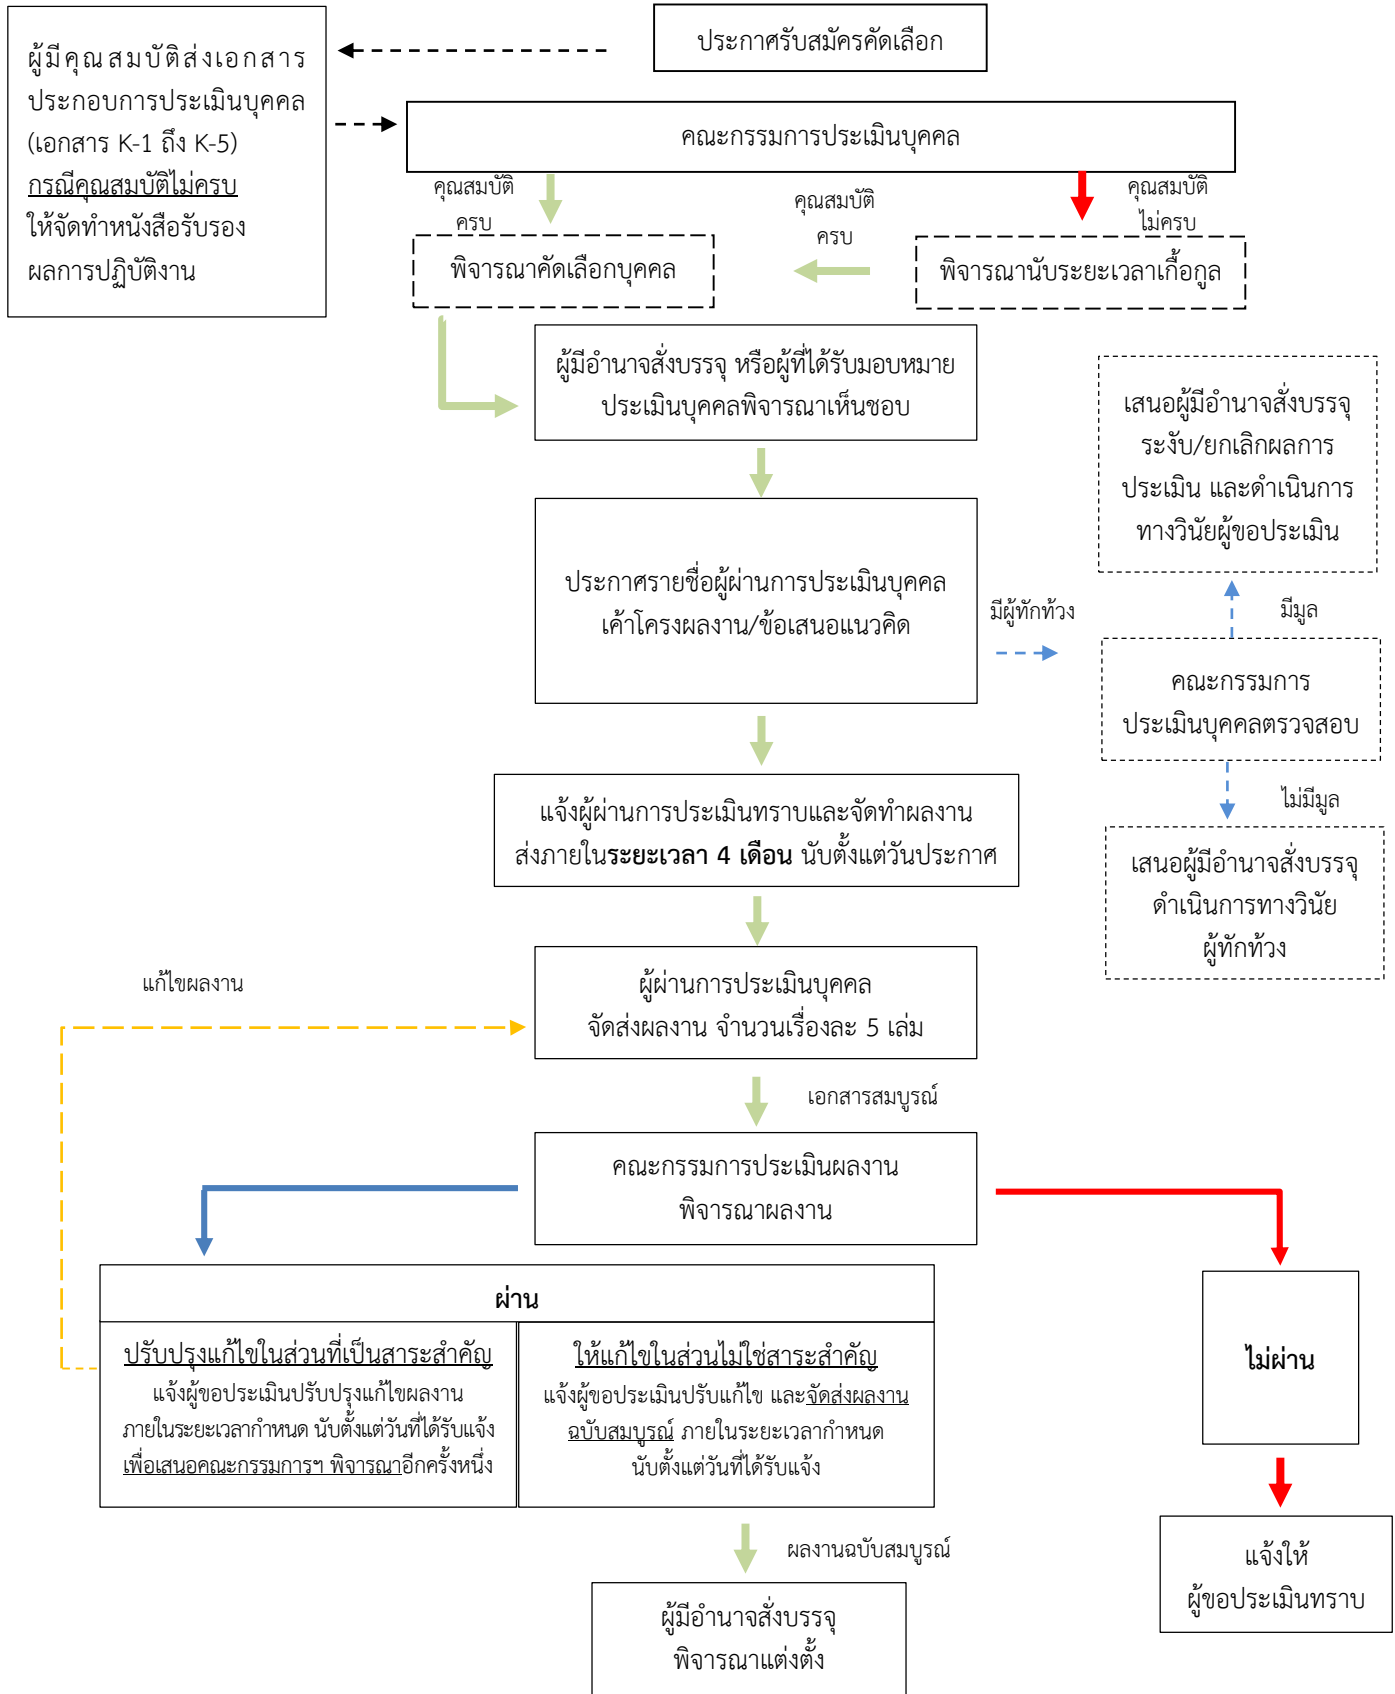 ประกาศรับสมัครคัดเลือก
ผู้มีคุณสมบัติส่งเอกสาร
ประกอบการประเมินบุคคล
(เอกสาร K-1 ถึง K-5)
กรณีคุณสมบัติไม่ครบ
ให้จัดทำหนังสือรับรอง
ผลการปฏิบัติงาน
คณะกรรมการประเมินบุคคล
คุณสมบัติ
ครบ
คุณสมบัติ
ครบ
คุณสมบัติ
ไม่ครบ
พิจารณาคัดเลือกบุคคล
พิจารณานับระยะเวลาเกื้อกูล
ผู้มีอำนาจสั่งบรรจุ หรือผู้ที่ได้รับมอบหมาย
ประเมินบุคคลพิจารณาเห็นชอบ
เสนอผู้มีอำนาจสั่งบรรจุ
ระงับ/ยกเลิกผลการ
ประเมิน และดำเนินการ
ทางวินัยผู้ขอประเมิน
ประกาศรายชื่อผู้ผ่านการประเมินบุคคล
เค้าโครงผลงาน/ข้อเสนอแนวคิด
มีผู้ทักท้วง
มีมูล
คณะกรรมการ
ประเมินบุคคลตรวจสอบ
ไม่มีมูล
แจ้งผู้ผ่านการประเมินทราบและจัดทำผลงาน
ส่งภายในระยะเวลา 4 เดือน นับตั้งแต่วันประกาศ
เสนอผู้มีอำนาจสั่งบรรจุ
ดำเนินการทางวินัย
ผู้ทักท้วง
แก้ไขผลงาน
ผู้ผ่านการประเมินบุคคล
จัดส่งผลงาน จำนวนเรื่องละ 5 เล่ม
เอกสารสมบูรณ์
คณะกรรมการประเมินผลงาน
พิจารณาผลงาน
ผ่าน
ปรับปรุงแก้ไขในส่วนที่เป็นสาระสำคัญ
แจ้งผู้ขอประเมินปรับปรุงแก้ไขผลงาน
ภายในระยะเวลากำหนด นับตั้งแต่วันที่ได้รับแจ้ง
เพื่อเสนอคณะกรรมการฯ พิจารณาอีกครั้งหนึ่ง
ให้แก้ไขในส่วนไม่ใช่สาระสำคัญ
แจ้งผู้ขอประเมินปรับแก้ไข และจัดส่งผลงาน
ฉบับสมบูรณ์ ภายในระยะเวลากำหนด
นับตั้งแต่วันที่ได้รับแจ้ง
ไม่ผ่าน
ผลงานฉบับสมบูรณ์
แจ้งให้
ผู้ขอประเมินทราบ
ผู้มีอำนาจสั่งบรรจุ
พิจารณาแต่งตั้ง